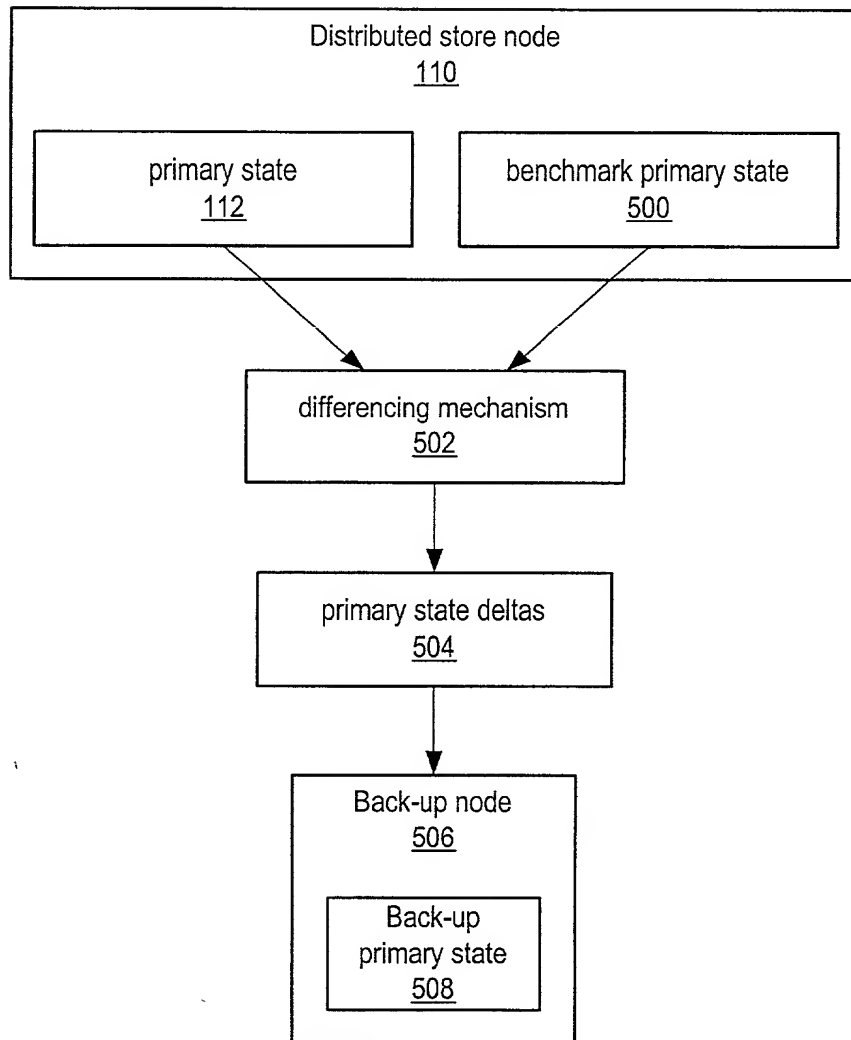 Distributed store node
110
primary state
112
benchmark primary state
500
differencing mechanism
502
primary state deltas
504
Back-up node
506
Back-up
primary state
508